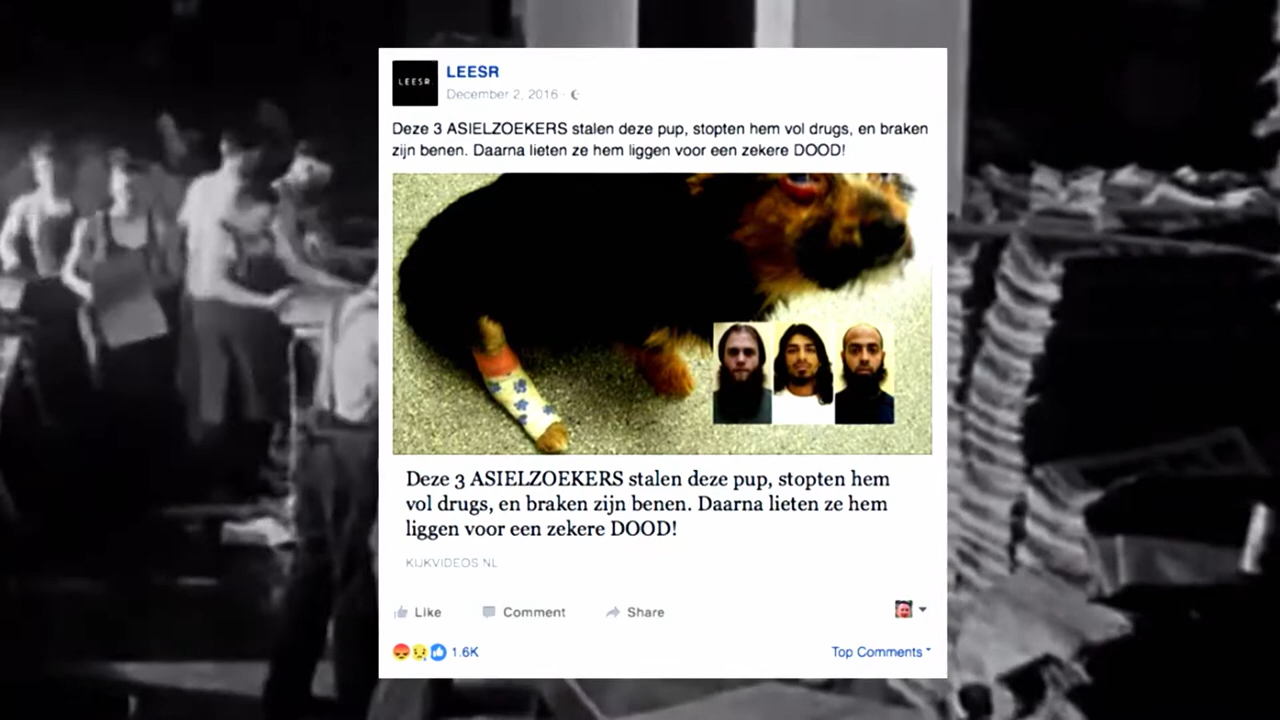 LEESR
LEESR
December 2, 2016 ·
Deze 3 ASIELZOEKERS stalen deze pup, stopten hem vol drugs, en braken
zijn benen. Daarna lieten ze hem liggen voor een zekere DOOD!
Deze 3 ASIELZOEKERS stalen deze pup, stopten hem
vol drugs, en braken zijn benen. Daarna lieten ze hem
liggen voor een zekere DOOD!
KIJKVIDEOS.NL
Like Comment Share
1.6K Top Comments